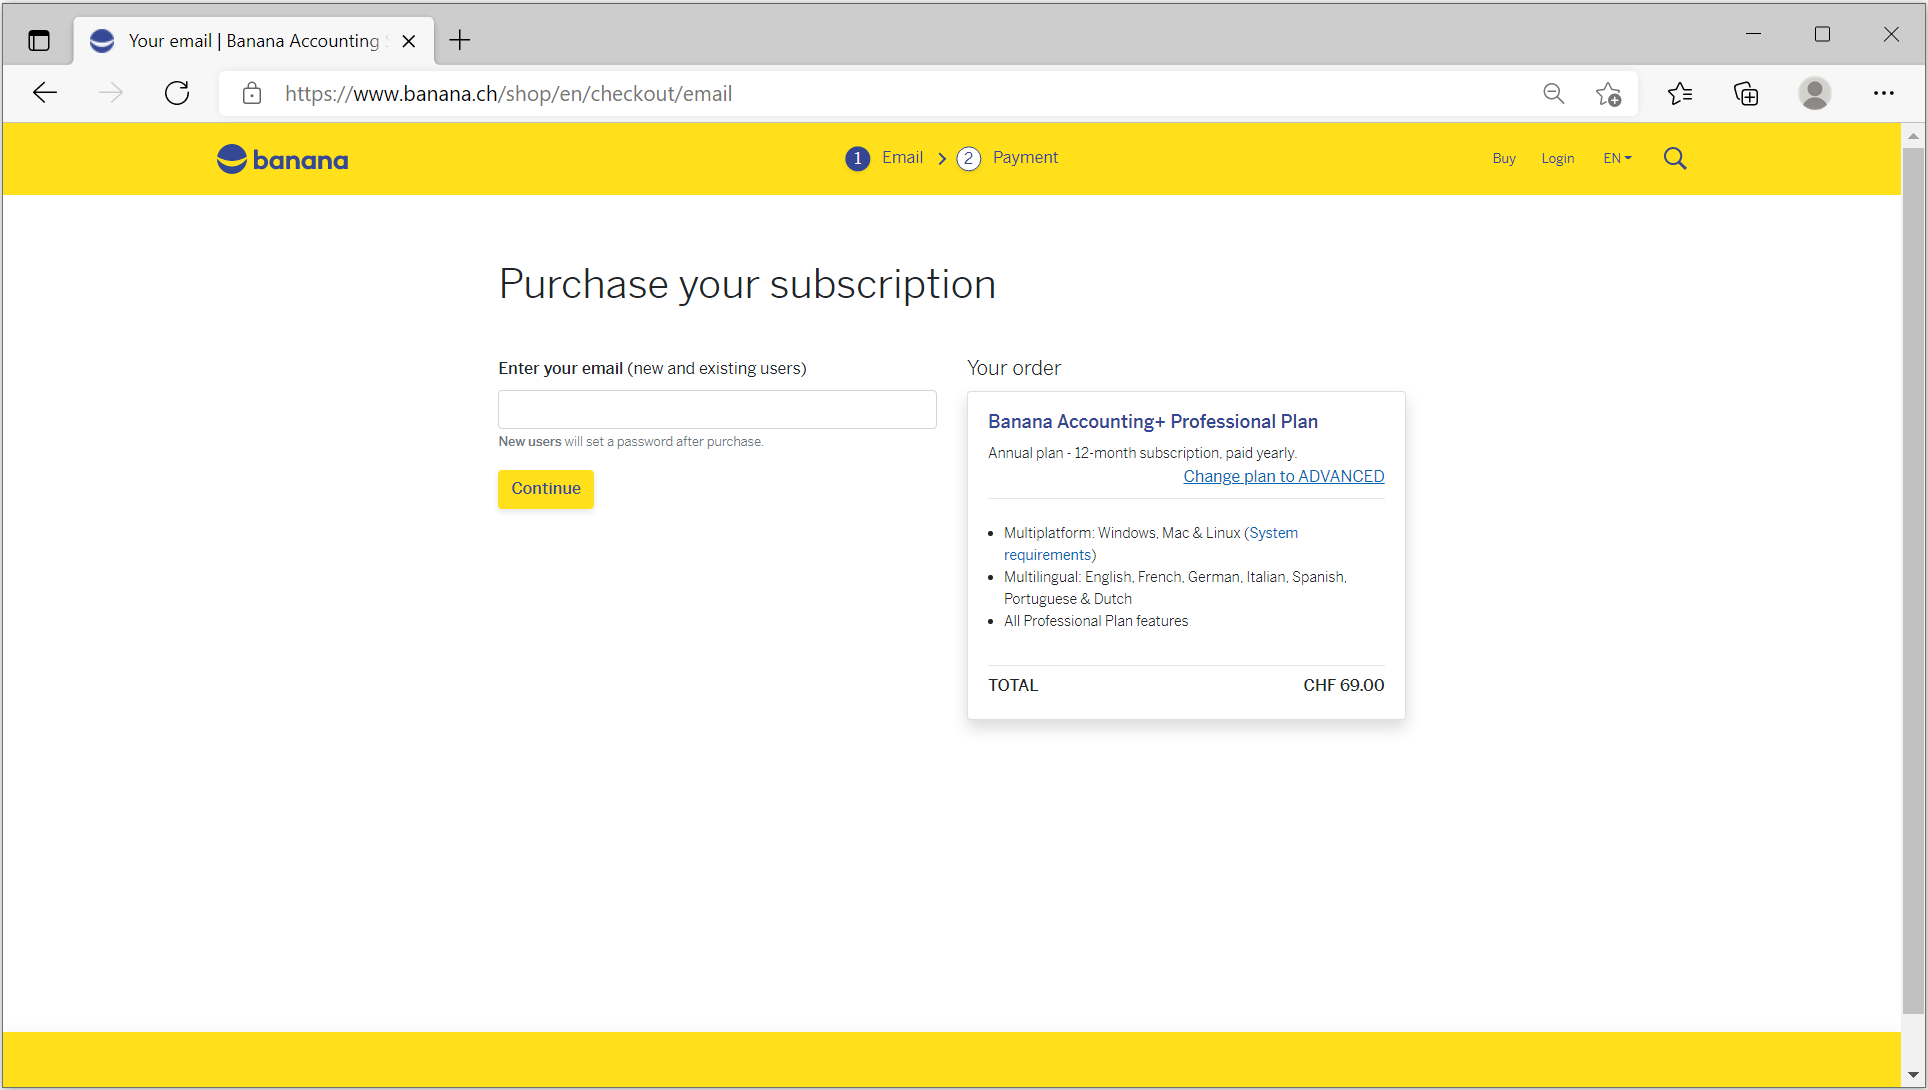 Your email | Banana Accounting
https://www.banana.ch/shop/en/checkout/email
banana
1 Email 2 Payment
Buy Login EN
Purchase your subscription
Enter your email (new and existing users)
New users will set a password after purchase.
Continue
Your order
Banana Accounting+ Professional Plan
Annual plan - 12-month subscription, paid yearly.
Change plan to ADVANCED
Multiplatform: Windows, Mac & Linux (System
requirements)
Multilingual: English, French, German, Italian, Spanish,
Portuguese & Dutch
All Professional Plan features
TOTAL CHF 69.00